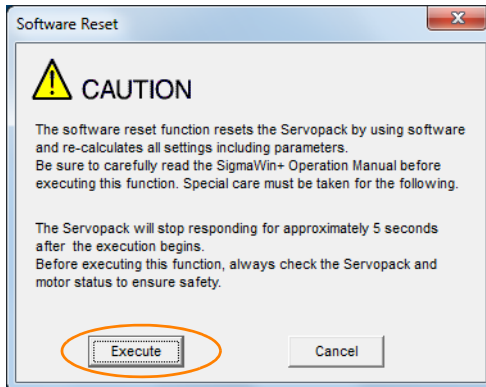 Software Reset
CAUTION
The software reset function resets the Servopack by using software
and re-calculates all settings including parameters.
Be sure to carefully read the SigmaWin+ Operation Manual before
executing this function. Special care must be taken for the following.
The Servopack will stop responding for approximately 5 seconds
after the execution begins.
Before executing this function, always check the Servopack and
motor status to ensure safety.
Execute
Cancel